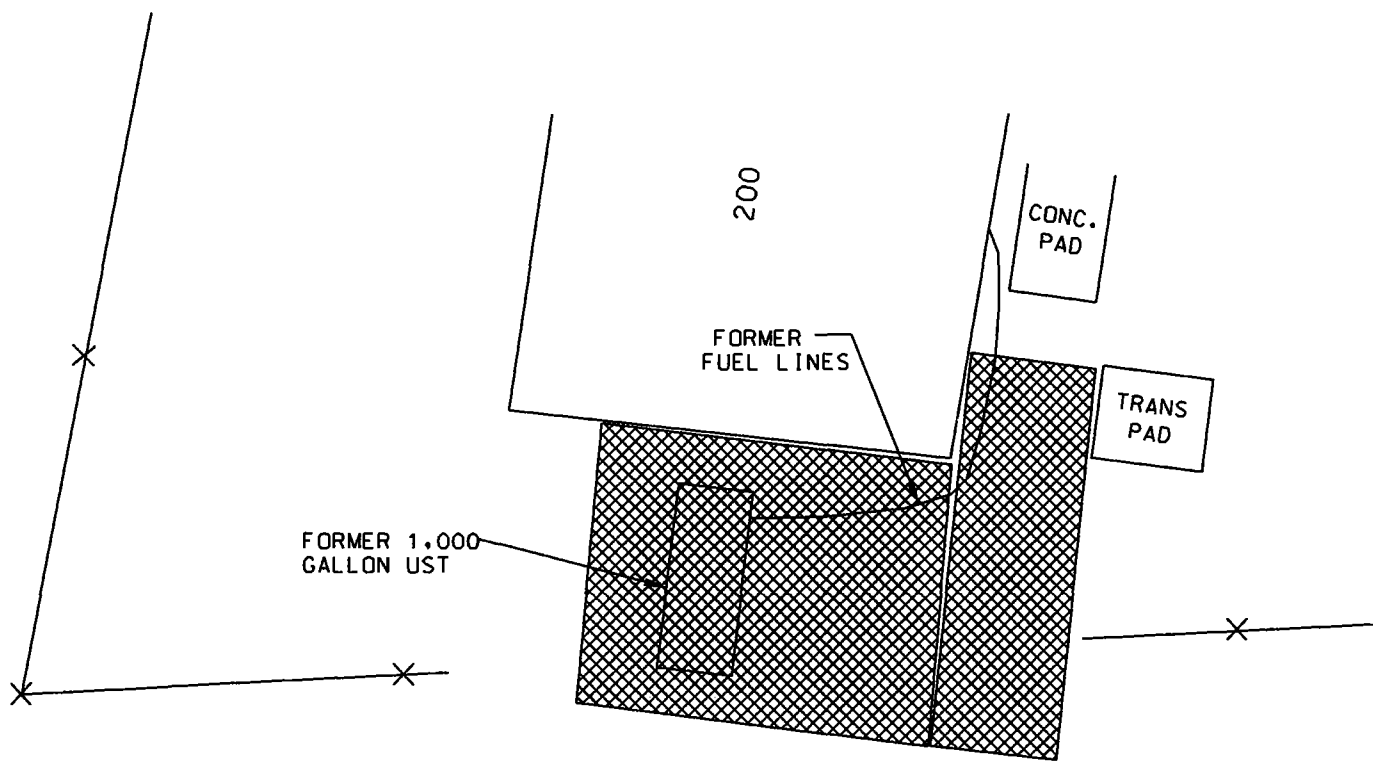 200
CONC.
PAD
FORMER
FUEL LINES
TRANS
PAD
FORMER 1,000
GALLON UST